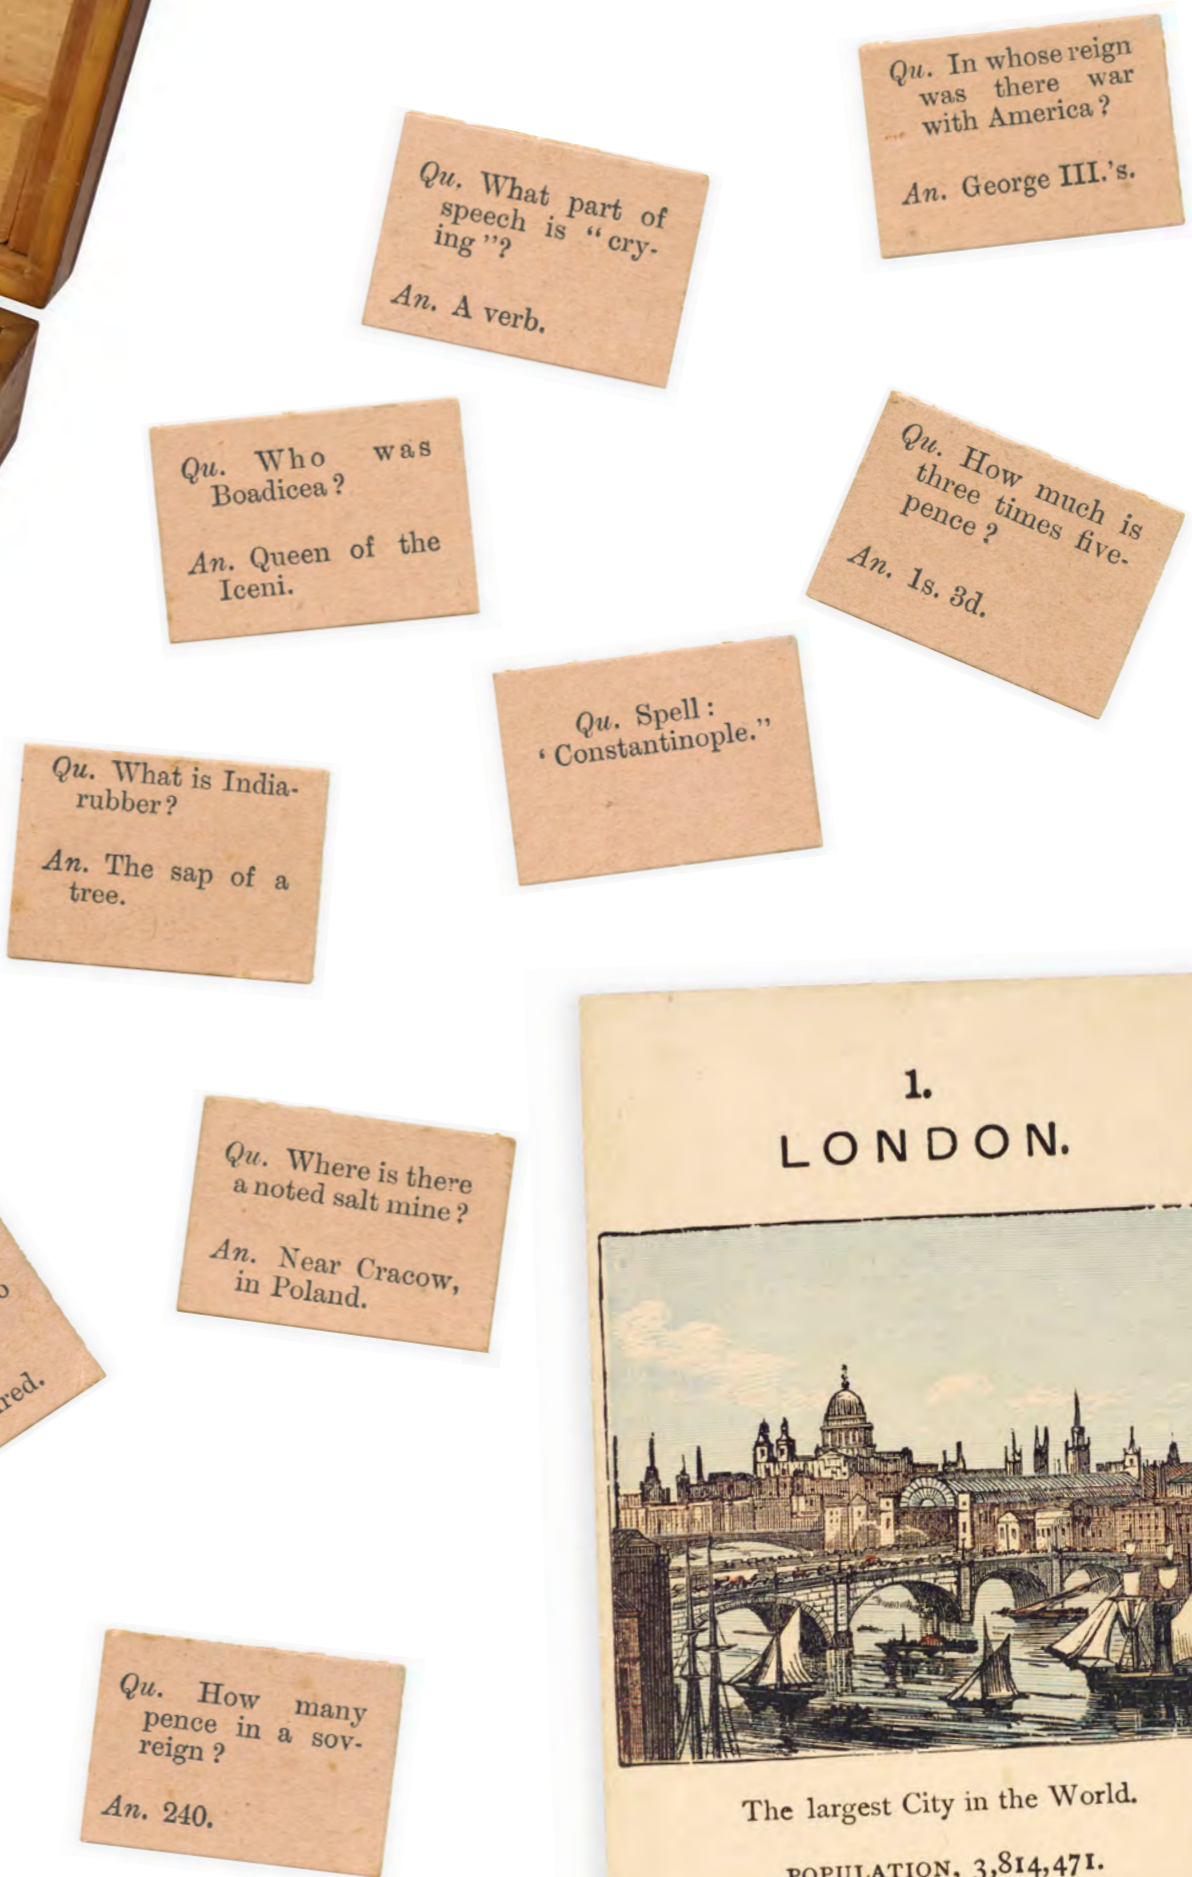 Qu. In whose reign
was there war
with America?
An. George III.'s.
Qu. What part of
speech is "cry-
ing"?
An. A verb.
Qu. Who was
Boadicea?
An. Queen of the
Iceni.
Qu. How much is
three times five-
pence?
An. 1s. 3d.
Qu. Spell:
‘Constantinople.”
Qu. What is India-
rubber?
An. The sap of a
tree.
Qu. Where is there
a noted salt mine?
An. Near Cracow,
in Poland.
Qu. How many
pence in a sov-
reign?
An. 240.
1.
LONDON.
The largest City in the World.
POPULATION, 3,814,471.